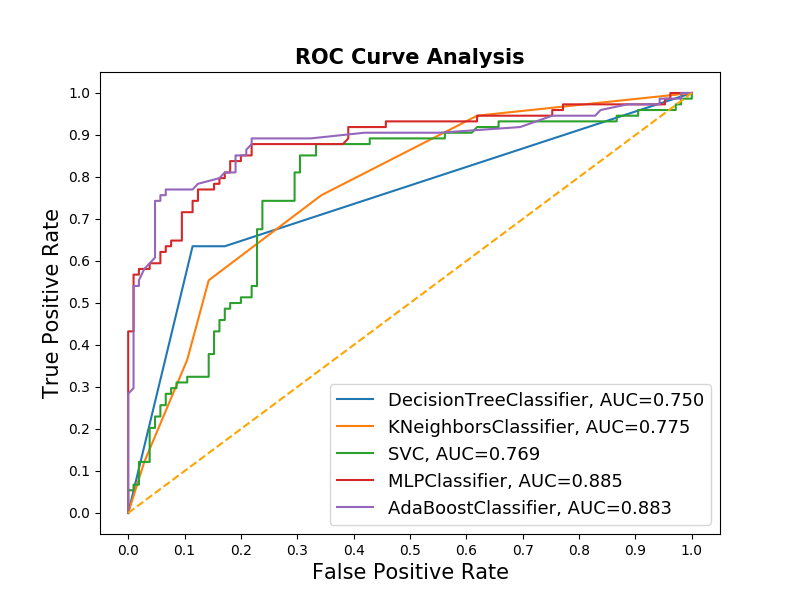 ROC Curve Analysis
True Positive Rate
1.0
0.9
0.8
0.7
0.6
0.5
0.4
0.3
0.2
0.1
0.0
DecisionTreeClassifier, AUC=0.750
KNeighborsClassifier, AUC=0.775
SVC, AUC=0.769
MLPClassifier, AUC=0.885
AdaBoostClassifier, AUC=0.883
0.0 0.1 0.2 0.3 0.4 0.5 0.6 0.7 0.8 0.9 1.0
False Positive Rate